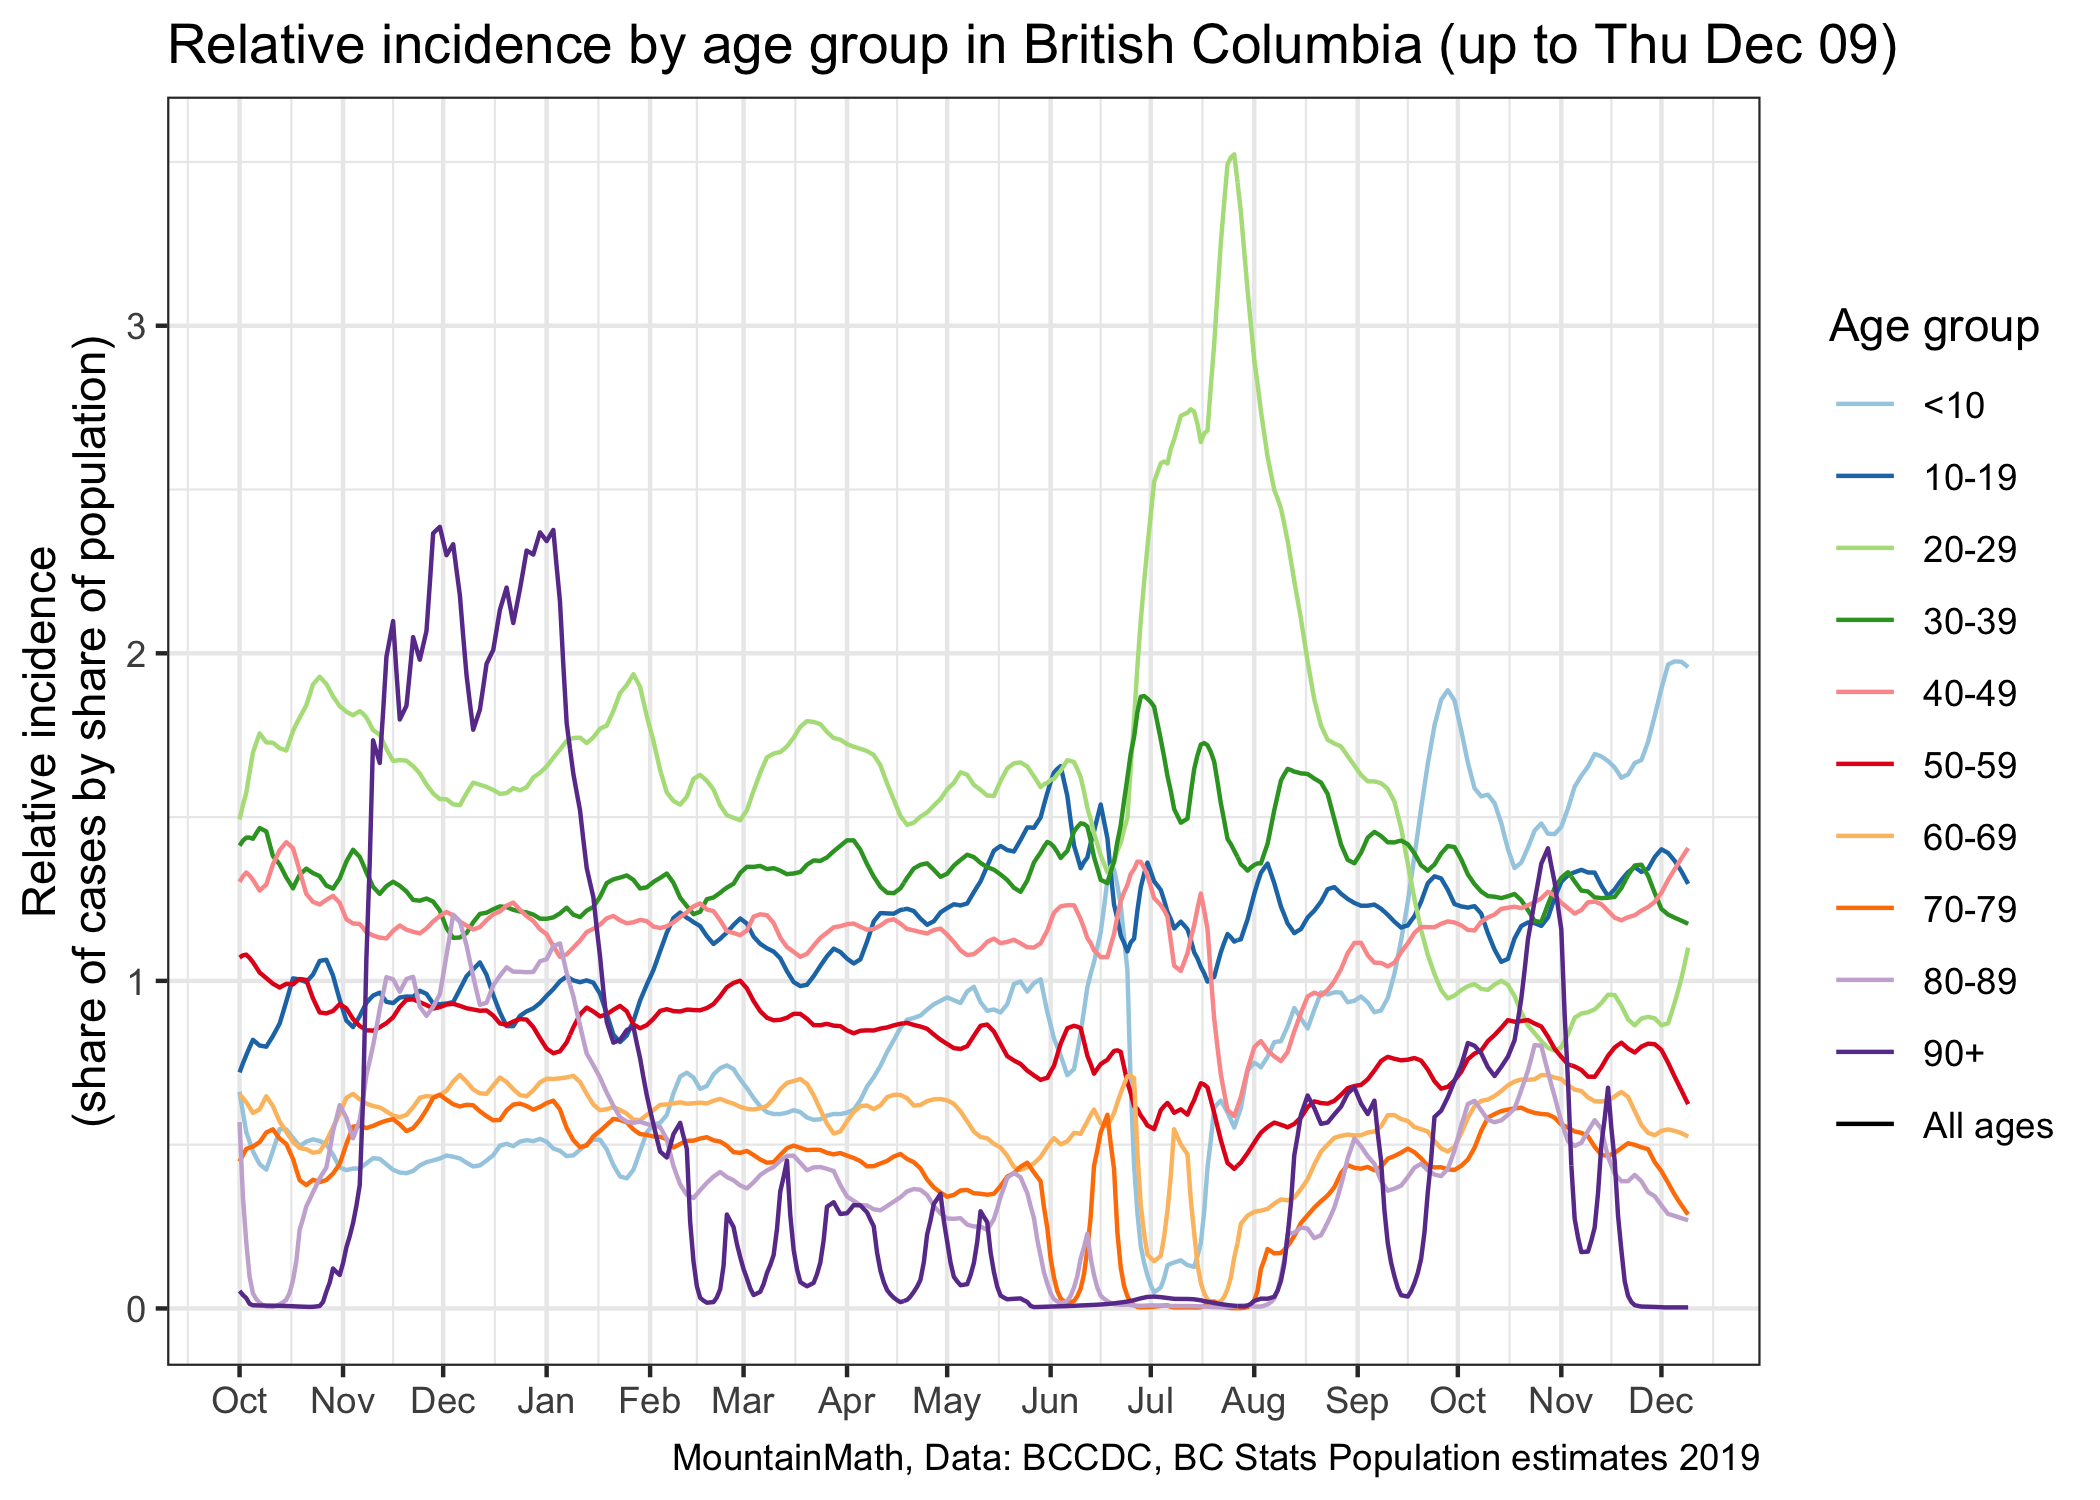 Relative incidence by age group in British Columbia (up to Thu Dec 09)
Relative incidence
(share of cases by share of population)
3
2
1
0
Oct Nov Dec Jan Feb Mar Apr May Jun Jul Aug Sep Oct Nov Dec
Age group
<10
10-19
20-29
30-39
40-49
50-59
60-69
70-79
80-89
90+
All ages
MountainMath, Data: BCCDC, BC Stats Population estimates 2019